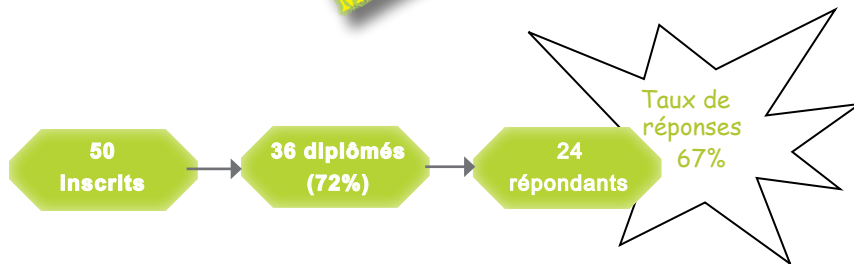 50
inscrits
36 diplômés
(72%)
24
répondants
Taux de
réponses
67%